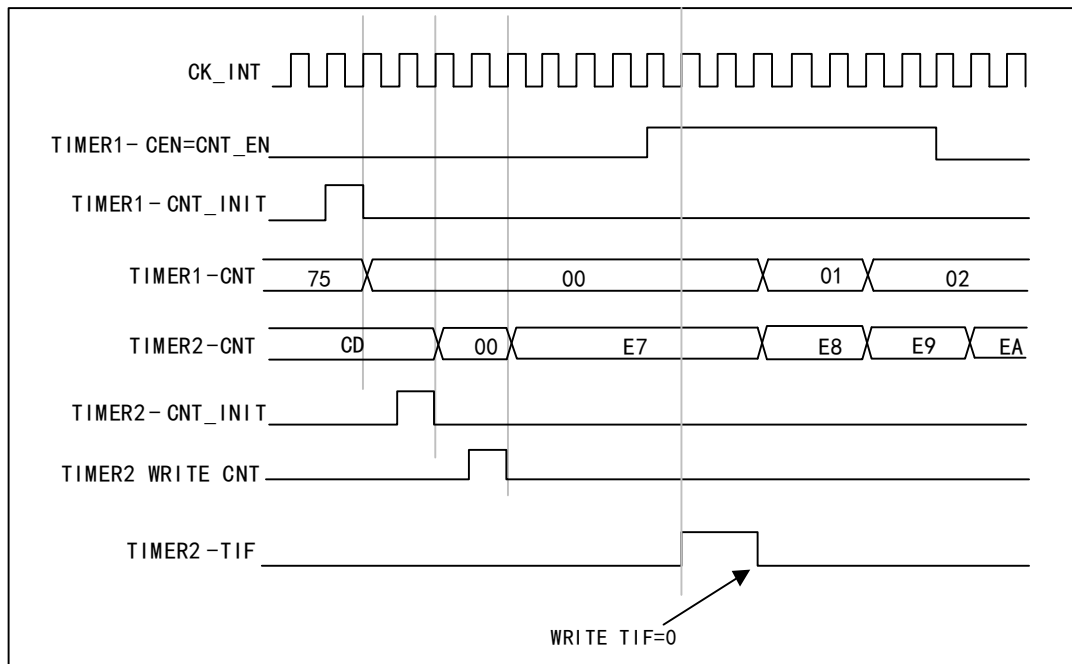 CK_INT
TIMER1-CEN=CNT_EN
TIMER1-CNT_INIT
TIMER1-CNT 75 00 01 02
TIMER2-CNT CD 00 E7 E8 E9 EA
TIMER2-CNT_INIT
TIMER2 WRITE CNT
TIMER2-TIF
WRITE TIF=0